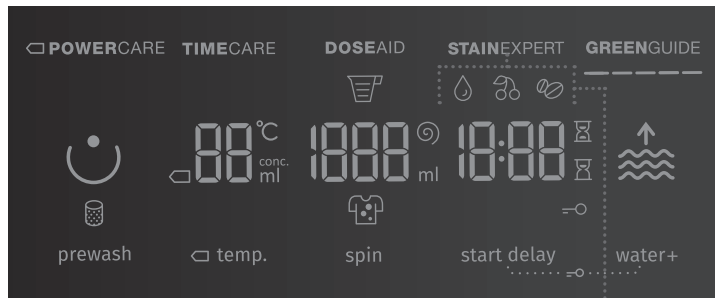 POWERCARE TIMECARE DOSEAID STAINEXPERT GREENGUIDE
88 °C 1888 18:88
conc.
ml ml
prewash temp. spin start delay water+